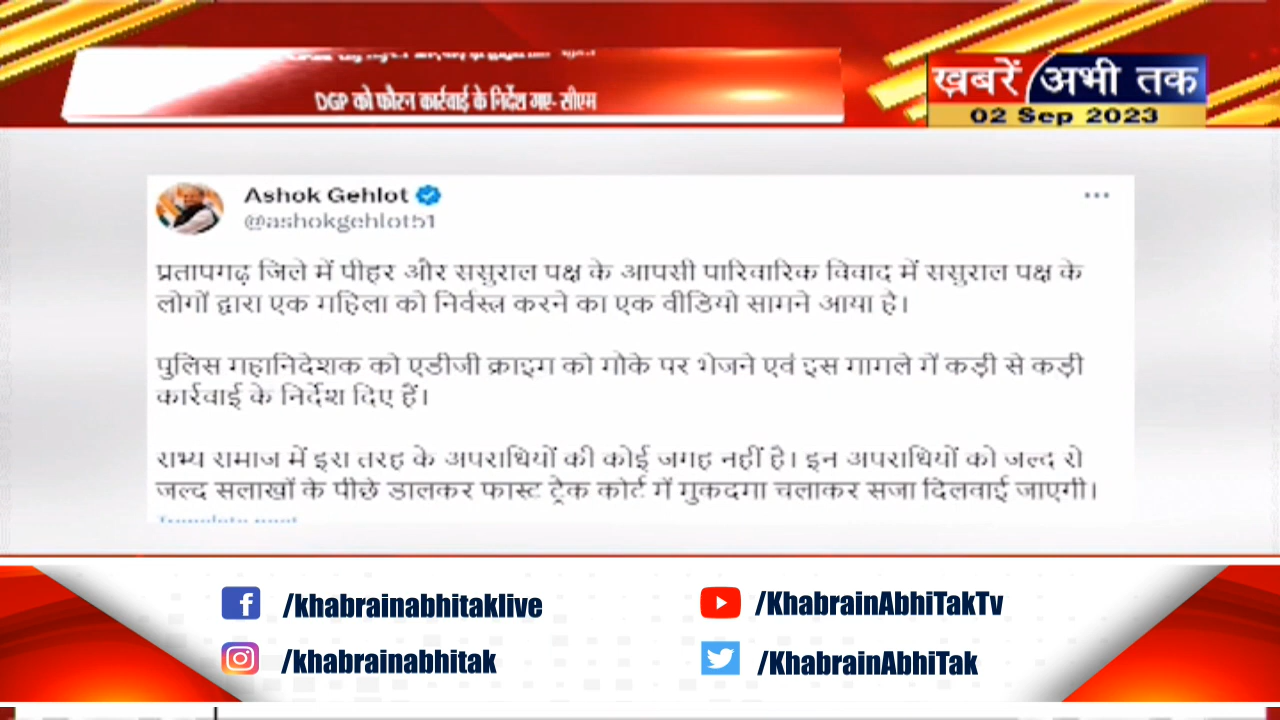 DGP को फौरन कार्रवाई के निर्देश गए- सीएम
ख़बरें अभी तक
02 Sep 2023
Ashok Gehlot
@ashokgehlot51
प्रतापगढ़ जिले में पीहर और ससुराल पक्ष के आपसी पारिवारिक विवाद में ससुराल पक्ष के
लोगों द्वारा एक महिला को निर्वस्त्र करने का एक वीडियो सामने आया है।
पुलिस महानिदेशक को एडीजी क्राइम को मौके पर भेजने एवं इस मामले में कड़ी से कड़ी
कार्रवाई के निर्देश दिए हैं।
सभ्य समाज में इस तरह के अपराधियों की कोई जगह नहीं है। इन अपराधियों को जल्द से
जल्द सलाखों के पीछे डालकर फास्ट ट्रेक कोर्ट में मुकदमा चलाकर सजा दिलवाई जाएगी।
/khabrainabhitaklive
/KhabrainAbhiTakTv
/khabrainabhitak
/KhabrainAbhiTak